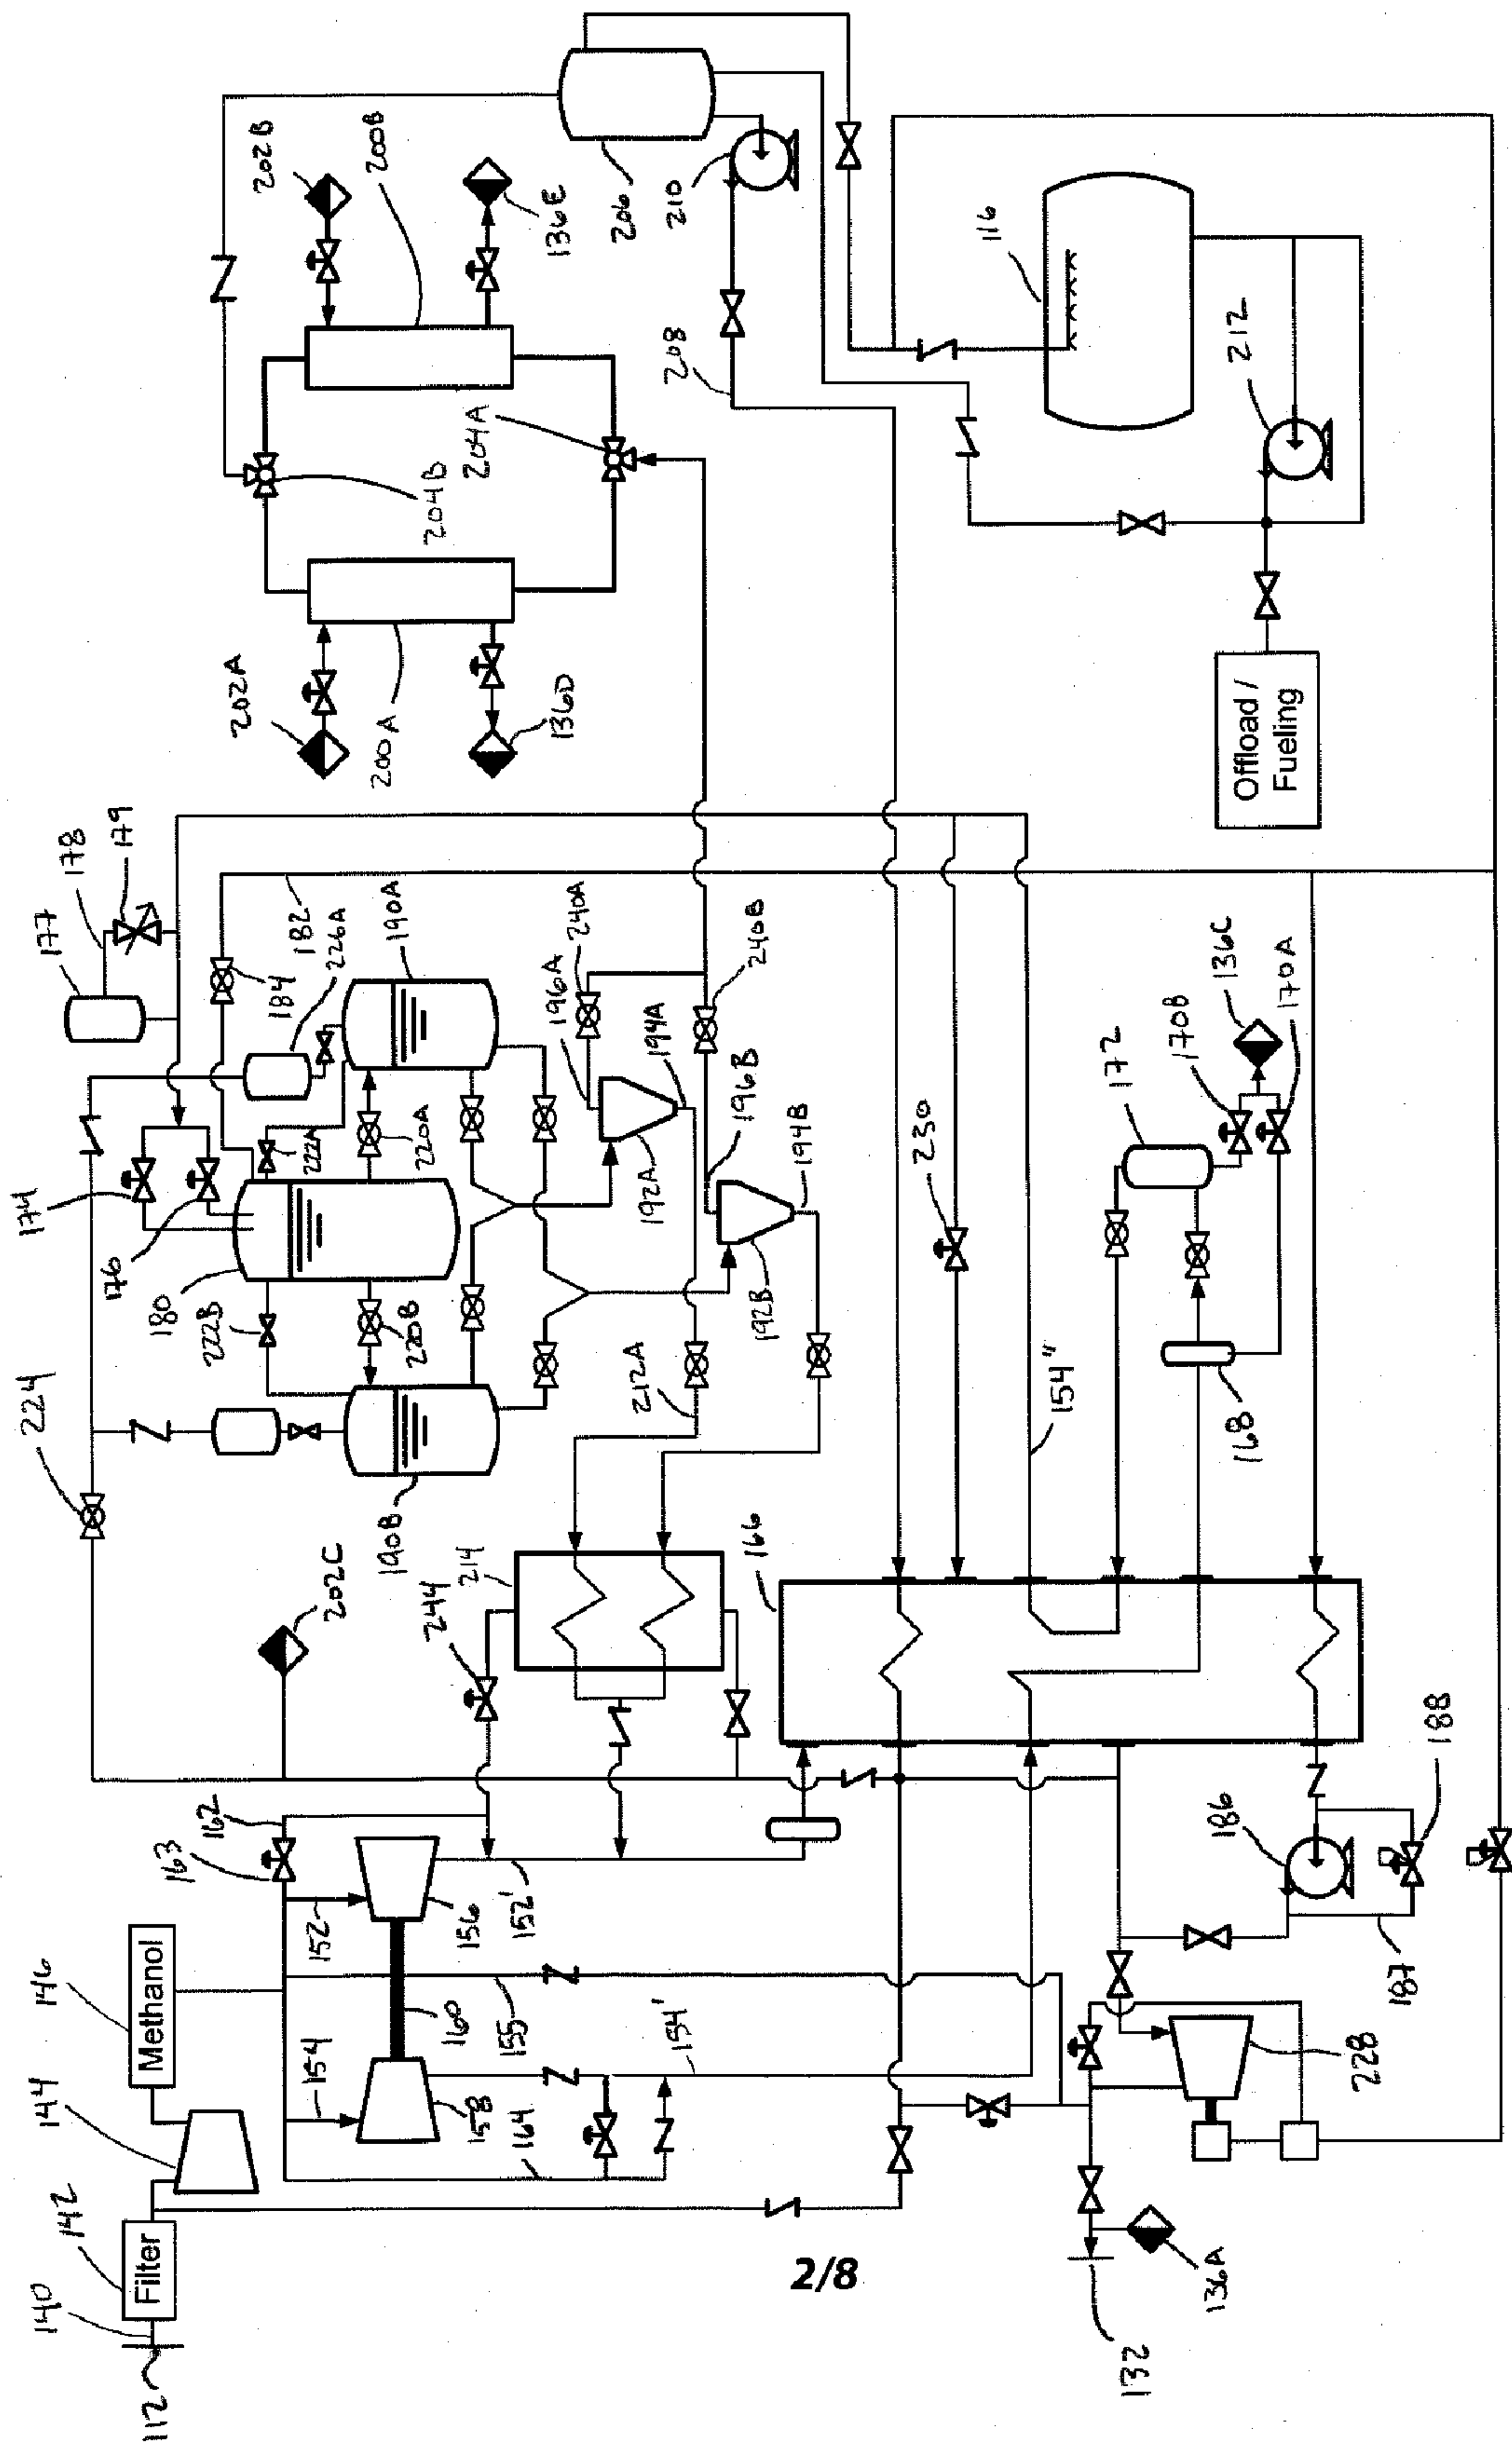 112
140
142
Filter
144
146
Methanol
154
152
163
162
158
160
156
164
155
152'
154'
202C
224
244
214
190B
212A
166
174
176
180
222B
220B
177
178
179
184
182
226A
190A
222A
220A
196A
240A
192A
194A
240B
196B
192B
194B
230
154"
172
170B
136C
170A
168
202A
200A
136D
202B
200B
136E
204B
204A
206
210
208
116
212
Offload /
Fueling
186
188
187
228
132
136A
2/8